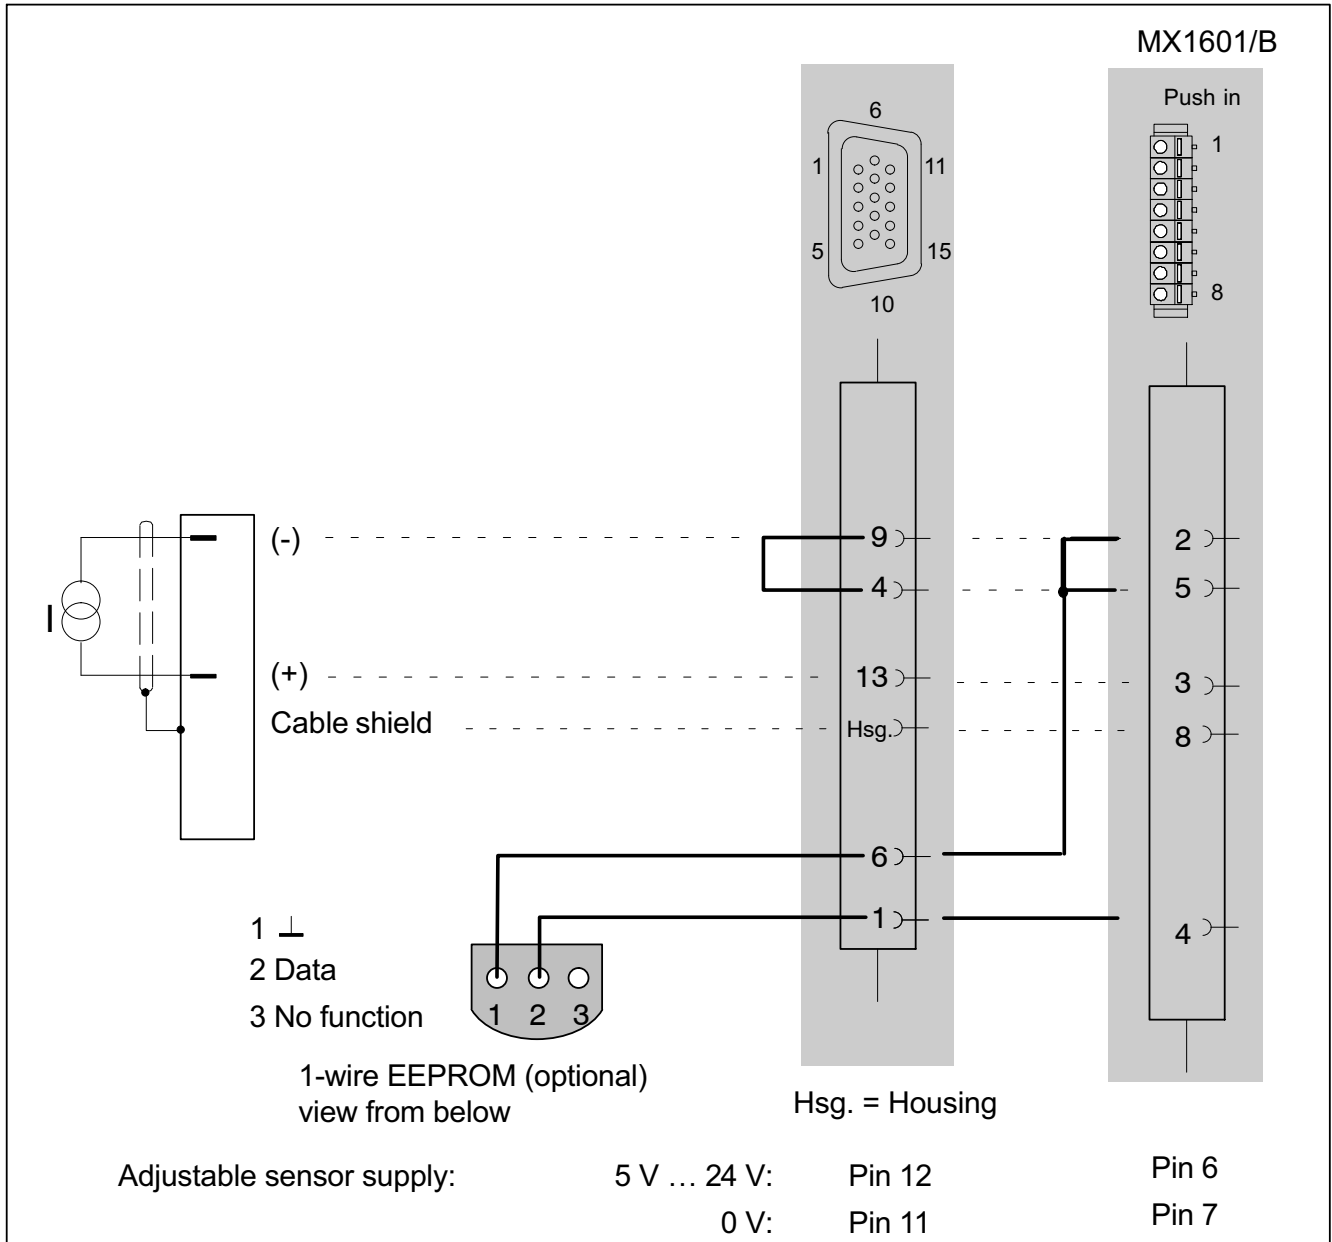 MX1601/B
Push in
6
1
1
11
5
15
8
10
(-)
9
2
4
5
I
(+)
13
3
Cable shield
Hsg.
8
6
1 ⊥
1
4
2 Data
3 No function
1 2 3
1-wire EEPROM (optional)
view from below
Hsg. = Housing
Adjustable sensor supply: 5 V ... 24 V: Pin 12 Pin 6
0 V: Pin 11 Pin 7